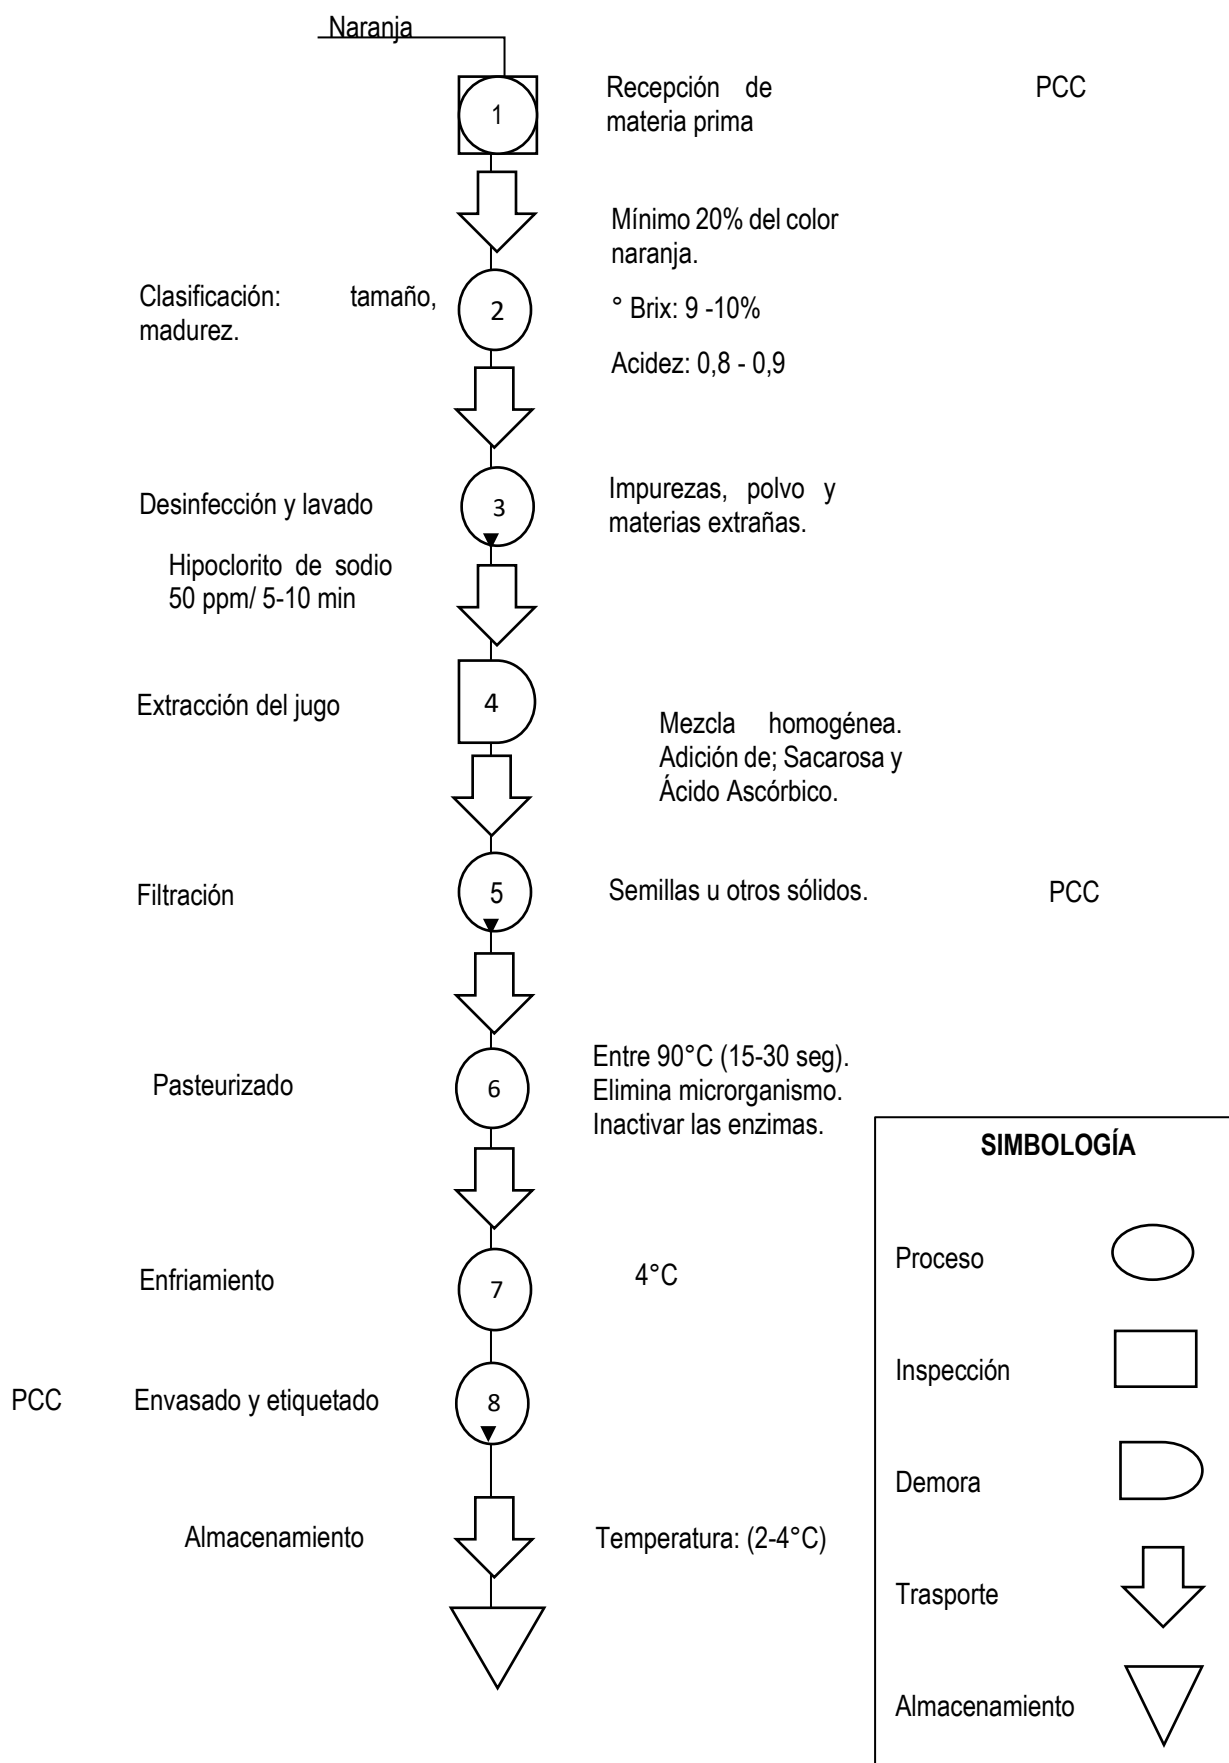 Naranja
1
Recepción de
materia prima
PCC
Mínimo 20% del color
naranja.
Clasificación: tamaño,
madurez.
2
° Brix: 9 -10%
Acidez: 0,8 - 0,9
Desinfección y lavado
3
Impurezas, polvo y
materias extrañas.
Hipoclorito de sodio
50 ppm/ 5-10 min
Extracción del jugo
4
Mezcla homogénea.
Adición de; Sacarosa y
Ácido Ascórbico.
Filtración
5
Semillas u otros sólidos.
PCC
Pasteurizado
6
Entre 90°C (15-30 seg).
Elimina microrganismo.
Inactivar las enzimas.
Enfriamiento
7
4°C
PCC
Envasado y etiquetado
8
Almacenamiento
Temperatura: (2-4°C)
SIMBOLOGÍA
Proceso
Inspección
Demora
Trasporte
Almacenamiento